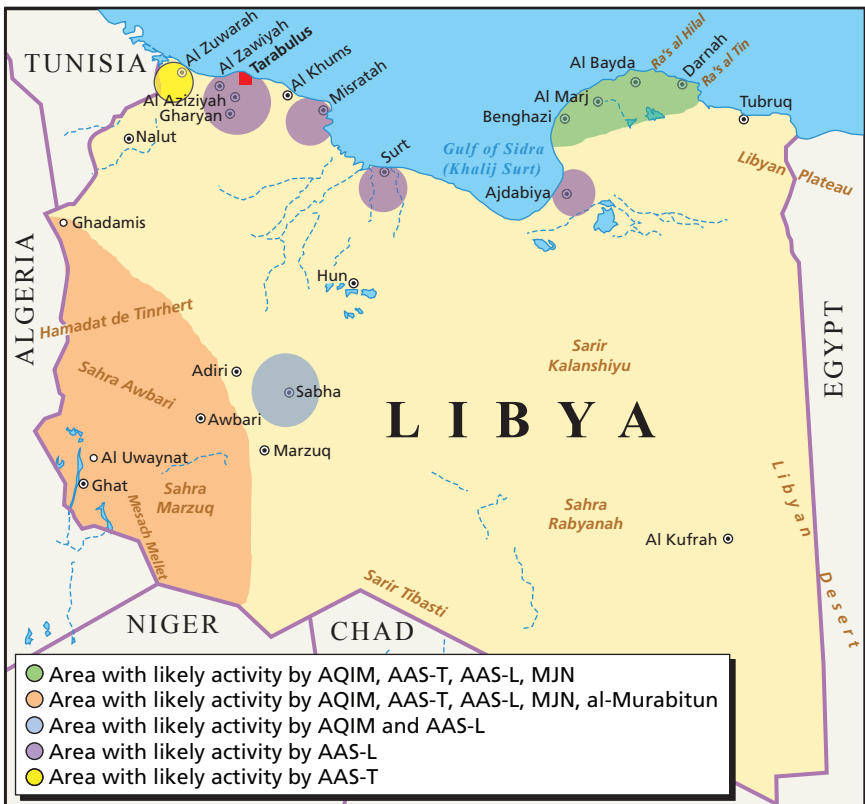 TUNISIA
Al Zuwarah
Al Zawiyah
Tarabulus
Al Khums
Misratah
Al Aziziyah
Gharyan
Nalut
Surt
Gulf of Sidra
(Khalij Surt)
Al Bayda
Ra's al Hilal
Darnah
Ra's al Tin
Al Marj
Benghazi
Tubruq
Ajdabiya
Libyan Plateau
Ghadamis
ALGERIA
Hun
EGYPT
Hamadat de Tinrhert
Sahra Awbari
Adiri
Sabha
Sarir
Kalanshiyu
LIBYA
Awbari
Marzuq
Al Uwaynat
Ghat
Sahra
Marzuq
Mesach Mellet
Sahra
Rabyanah
Al Kufrah
Libyan Desert
Sarir Tibasti
NIGER
CHAD
Area with likely activity by AQIM, AAS-T, AAS-L, MJN
Area with likely activity by AQIM, AAS-T, AAS-L, MJN, al-Murabitun
Area with likely activity by AQIM and AAS-L
Area with likely activity by AAS-L
Area with likely activity by AAS-T